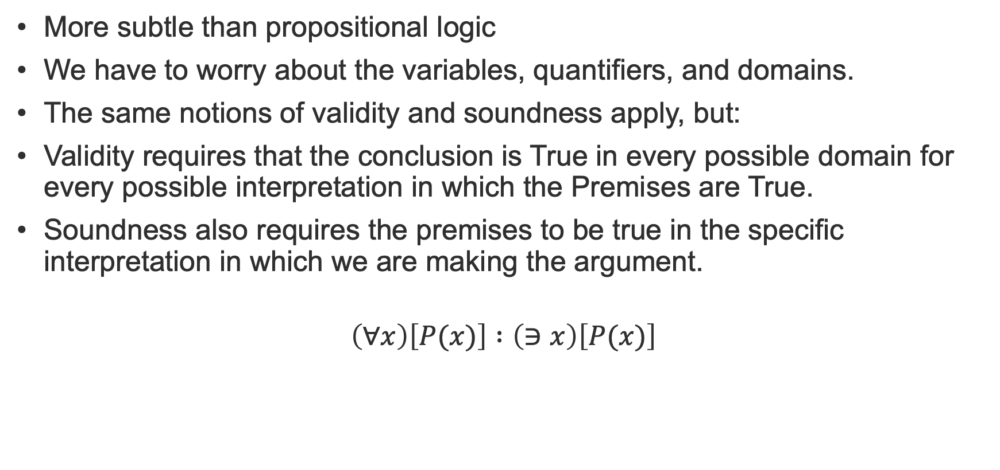 • More subtle than propositional logic
• We have to worry about the variables, quantifiers, and domains.
• The same notions of validity and soundness apply, but:
• Validity requires that the conclusion is True in every possible domain for
every possible interpretation in which the Premises are True.
• Soundness also requires the premises to be true in the specific
interpretation in which we are making the argument.
(∀x)[P(x)] : (∋ x)[P(x)]